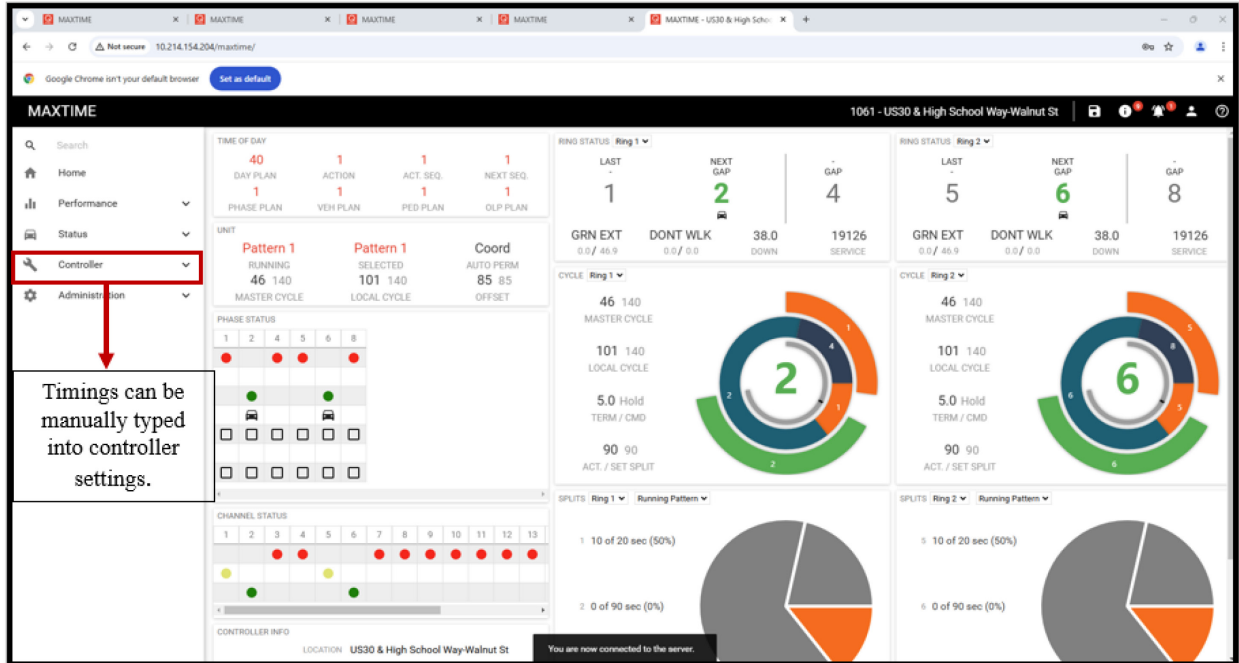 MAXTIME
MAXTIME
MAXTIME
MAXTIME
MAXTIME - US30 & High Schoo
Not secure 10.214.154.204/maxtime/
Google Chrome isn't your default browser Set as default
MAXTIME
1061 - US30 & High School Way-Walnut St
9
9
Search
Home
Performance
Status
Controller
Administration
Timings can be
manually typed
into controller
settings.
TIME OF DAY
40 1 1 1
DAY PLAN ACTION ACT. SEQ. NEXT SEQ.
1 1 1 1
PHASE PLAN VEH PLAN PED PLAN OLP PLAN
UNIT
Pattern 1 Pattern 1 Coord
RUNNING SELECTED AUTO PERM
46 140 101 140 85 85
MASTER CYCLE LOCAL CYCLE OFFSET
PHASE STATUS
1 2 4 5 6 8
CHANNEL STATUS
1 2 3 4 5 6 7 8 9 10 11 12 13
CONTROLLER INFO
LOCATION US30 & High School Way-Walnut St
RING STATUS Ring 1
LAST NEXT -
- GAP GAP
1 2 4
GRN EXT DONT WLK 38.0 19126
0.0 / 46.9 0.0 / 0.0 DOWN SERVICE
CYCLE Ring 1
46 140
MASTER CYCLE
101 140
LOCAL CYCLE
5.0 Hold
TERM / CMD
90 90
ACT. / SET SPLIT
1
4
2
2
1
2
SPLITS Ring 1 Running Pattern
1 10 of 20 sec (50%)
2 0 of 90 sec (0%)
RING STATUS Ring 2
LAST NEXT -
- GAP GAP
5 6 8
GRN EXT DONT WLK 38.0 19126
0.0 / 46.9 0.0 / 0.0 DOWN SERVICE
CYCLE Ring 2
46 140
MASTER CYCLE
101 140
LOCAL CYCLE
5.0 Hold
TERM / CMD
90 90
ACT. / SET SPLIT
5
8
6
6
5
6
SPLITS Ring 2 Running Pattern
5 10 of 20 sec (50%)
6 0 of 90 sec (0%)
You are now connected to the server.